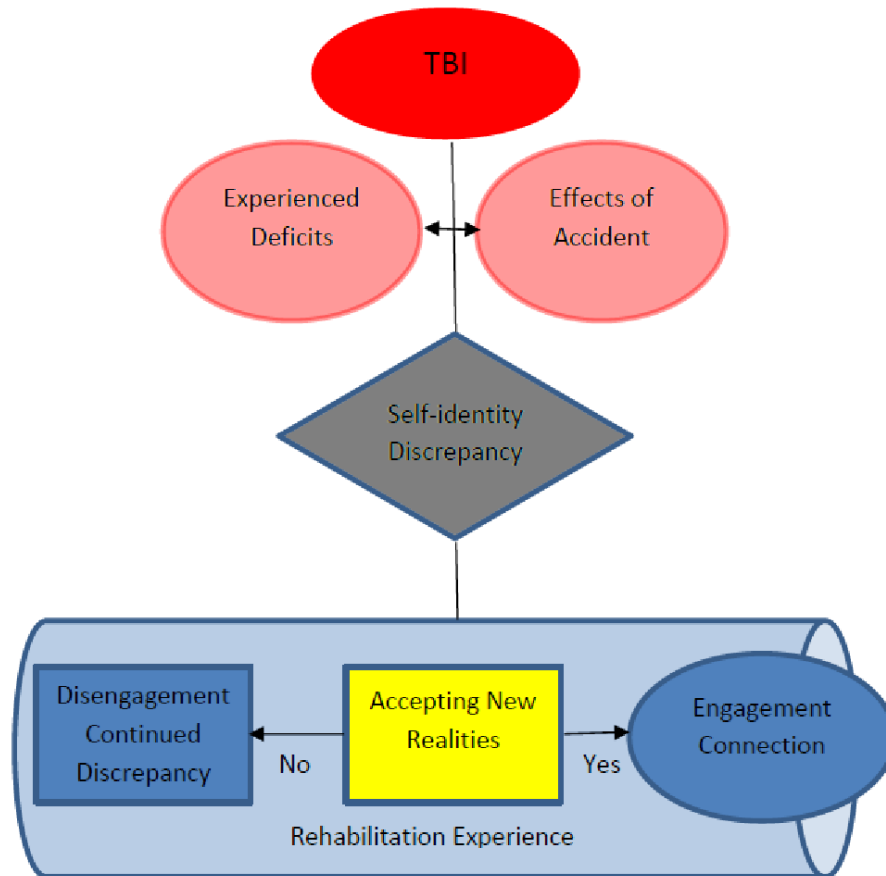 TBI
Experienced
Deficits
Effects of
Accident
Self-identity
Discrepancy
Disengagement
Continued
Discrepancy
No
Accepting New
Realities
Yes
Engagement
Connection
Rehabilitation Experience